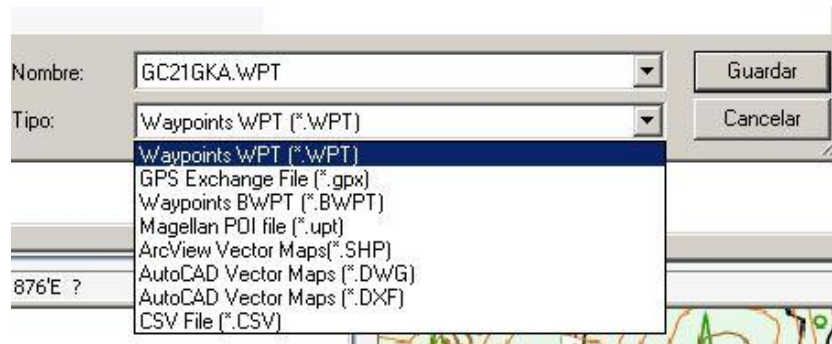 Nombre: GC21GKA.WPT Guardar
Tipo: Waypoints WPT (*.WPT) Cancelar
Waypoints WPT (*.WPT)
GPS Exchange File (*.gpx)
Waypoints BWPT (*.BWPT)
Magellan POI file (*.upt)
ArcView Vector Maps(*.SHP)
AutoCAD Vector Maps (*.DWG)
876'E ?
AutoCAD Vector Maps (*.DXF)
CSV File (*.CSV)